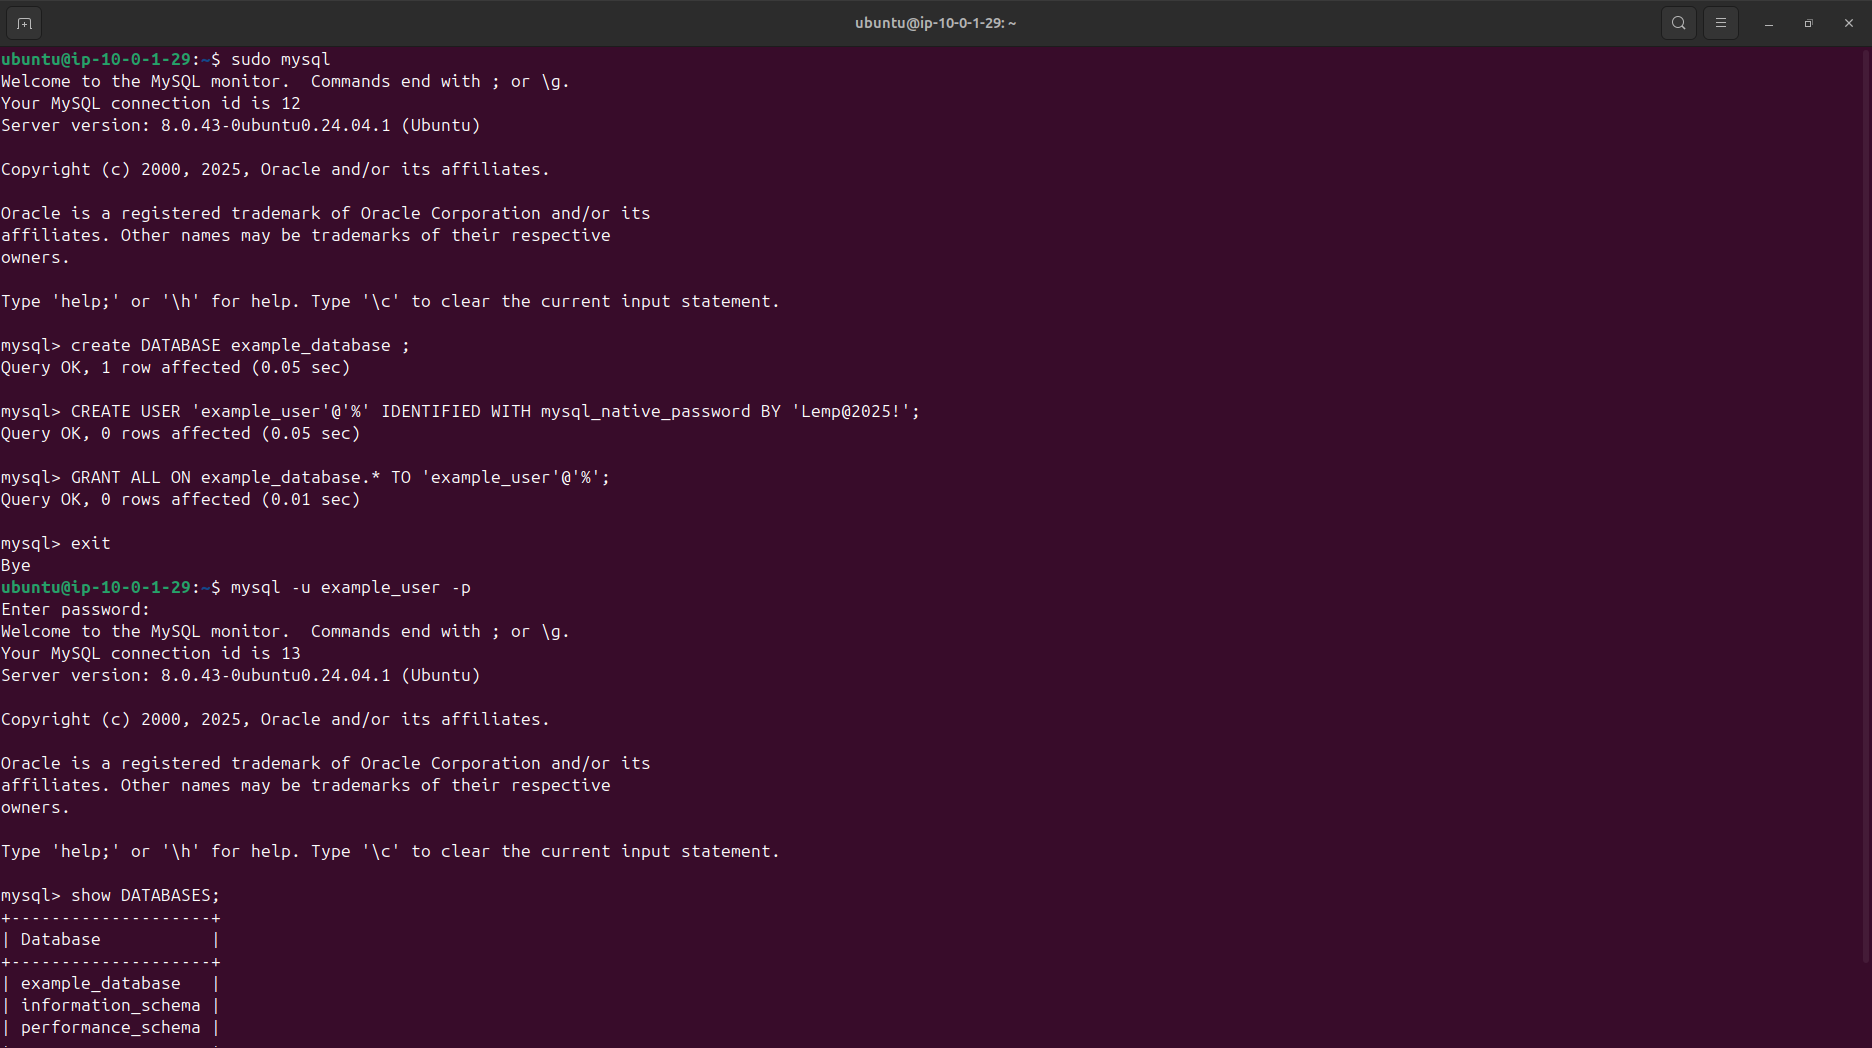 ubuntu@ip-10-0-1-29: ~
ubuntu@ip-10-0-1-29:~$ sudo mysql
Welcome to the MySQL monitor.  Commands end with ; or \g.
Your MySQL connection id is 12
Server version: 8.0.43-0ubuntu0.24.04.1 (Ubuntu)
Copyright (c) 2000, 2025, Oracle and/or its affiliates.
Oracle is a registered trademark of Oracle Corporation and/or its
affiliates. Other names may be trademarks of their respective
owners.
Type 'help;' or '\h' for help. Type '\c' to clear the current input statement.
mysql> create DATABASE example_database ;
Query OK, 1 row affected (0.05 sec)
mysql> CREATE USER 'example_user'@'%' IDENTIFIED WITH mysql_native_password BY 'Lemp@2025!';
Query OK, 0 rows affected (0.05 sec)
mysql> GRANT ALL ON example_database.* TO 'example_user'@'%';
Query OK, 0 rows affected (0.01 sec)
mysql> exit
Bye
ubuntu@ip-10-0-1-29:~$ mysql -u example_user -p
Enter password:
Welcome to the MySQL monitor.  Commands end with ; or \g.
Your MySQL connection id is 13
Server version: 8.0.43-0ubuntu0.24.04.1 (Ubuntu)
Copyright (c) 2000, 2025, Oracle and/or its affiliates.
Oracle is a registered trademark of Oracle Corporation and/or its
affiliates. Other names may be trademarks of their respective
owners.
Type 'help;' or '\h' for help. Type '\c' to clear the current input statement.
mysql> show DATABASES;
+--------------------+
| Database           |
+--------------------+
| example_database   |
| information_schema |
| performance_schema |